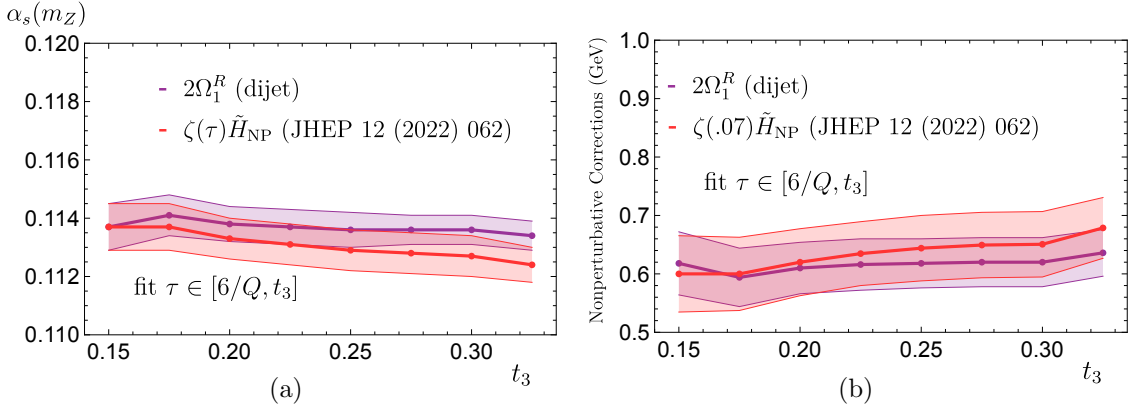 α_s(m_Z)
0.120
0.118
0.116
0.114
0.112
0.110
2Ω_1^R (dijet)
ζ(τ)H̃_NP (JHEP 12 (2022) 062)
fit τ ∈ [6/Q, t_3]
0.15 0.20 0.25 0.30
t_3
(a)
Nonperturbative Corrections (GeV)
1.0
0.9
0.8
0.7
0.6
0.5
2Ω_1^R (dijet)
ζ(.07)H̃_NP (JHEP 12 (2022) 062)
fit τ ∈ [6/Q, t_3]
0.15 0.20 0.25 0.30
t_3
(b)